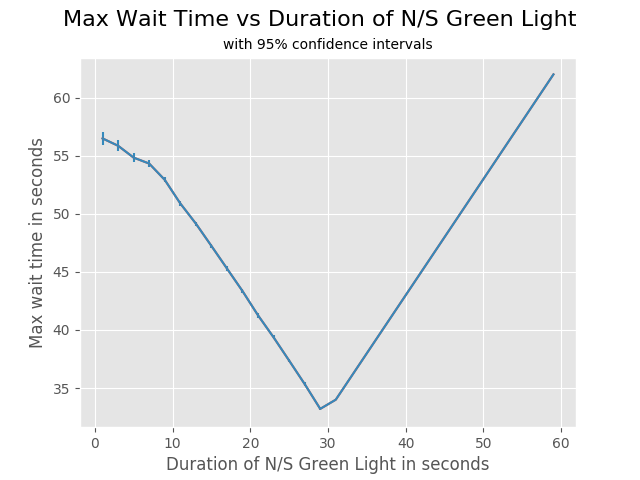 Max Wait Time vs Duration of N/S Green Light
with 95% confidence intervals
60
55
50
45
40
35
Max wait time in seconds
0 10 20 30 40 50 60
Duration of N/S Green Light in seconds